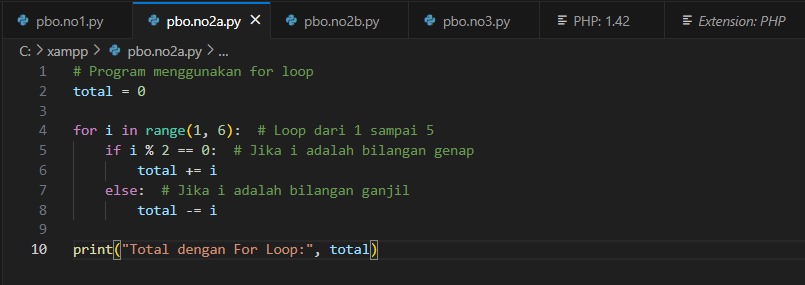 pbo.no1.py pbo.no2a.py pbo.no2b.py pbo.no3.py PHP: 1.42 Extension: PHP
C: > xampp > pbo.no2a.py > ...
1 # Program menggunakan for loop
2 total = 0
3
4 for i in range(1, 6):  # Loop dari 1 sampai 5
5     if i % 2 == 0:  # Jika i adalah bilangan genap
6         total += i
7     else:  # Jika i adalah bilangan ganjil
8         total -= i
9
10 print("Total dengan For Loop:", total)